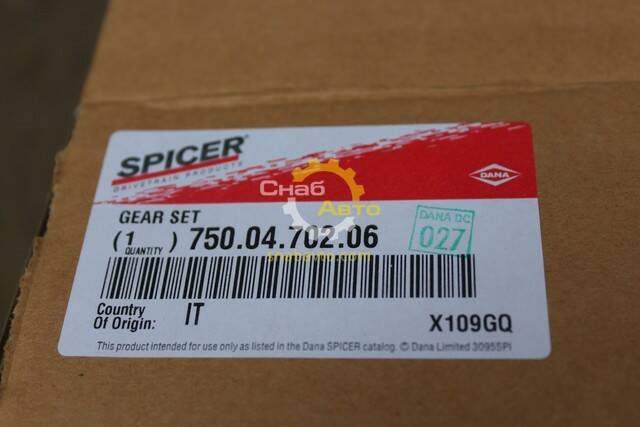 SPICER®
DRIVETRAIN PRODUCTS
DANA
Снаб
Авто
GEAR SET
(1) 750.04.702.06
QUANTITY
DANA DC
027
snabavto.com
Country
Of Origin:
IT
X109GQ
This product intended for use only as listed in the Dana SPICER catalog. © Dana Limited 3095SPI